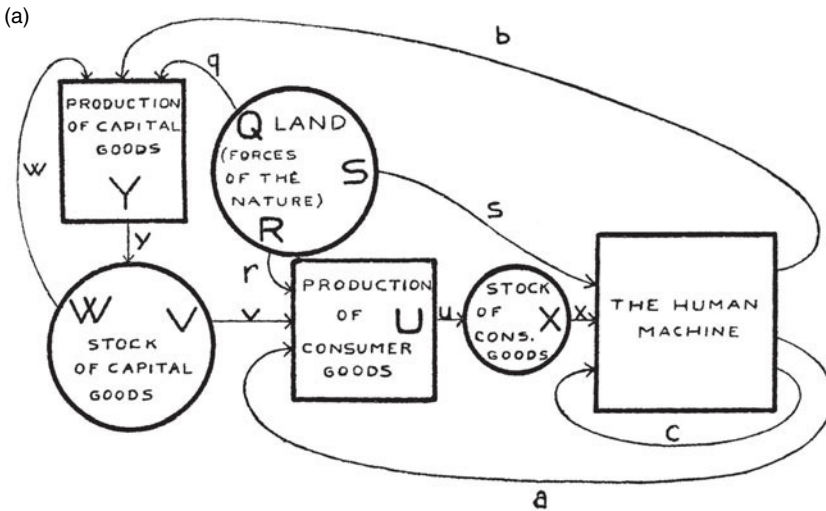 (a)
b
q
PRODUCTION
OF CAPITAL
GOODS
Y
w
Q LAND
(FORCES
OF THE
NATURE)
S
R
s
y
r
W V
STOCK
OF CAPITAL
GOODS
v
PRODUCTION
OF U
CONSUMER
GOODS
u
STOCK
OF X
CONS.
GOODS
x
THE HUMAN
MACHINE
c
a